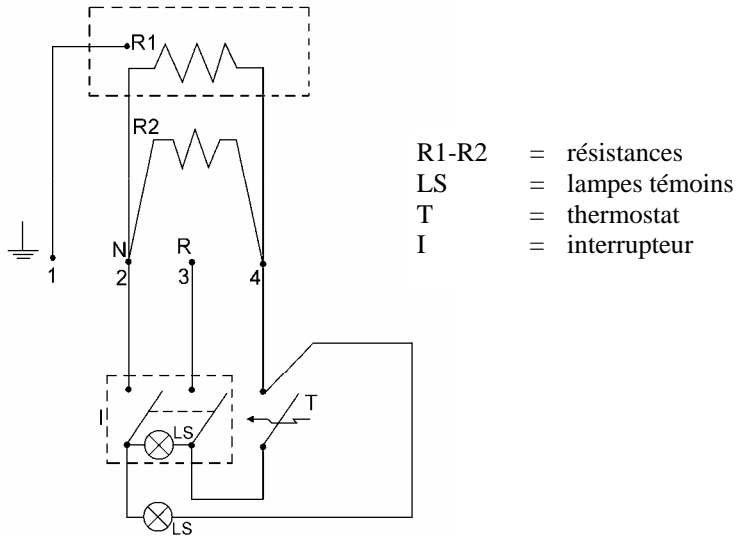 R1
R2
N R
1 2 3 4
I LS T
LS
R1-R2 = résistances
LS = lampes témoins
T = thermostat
I = interrupteur